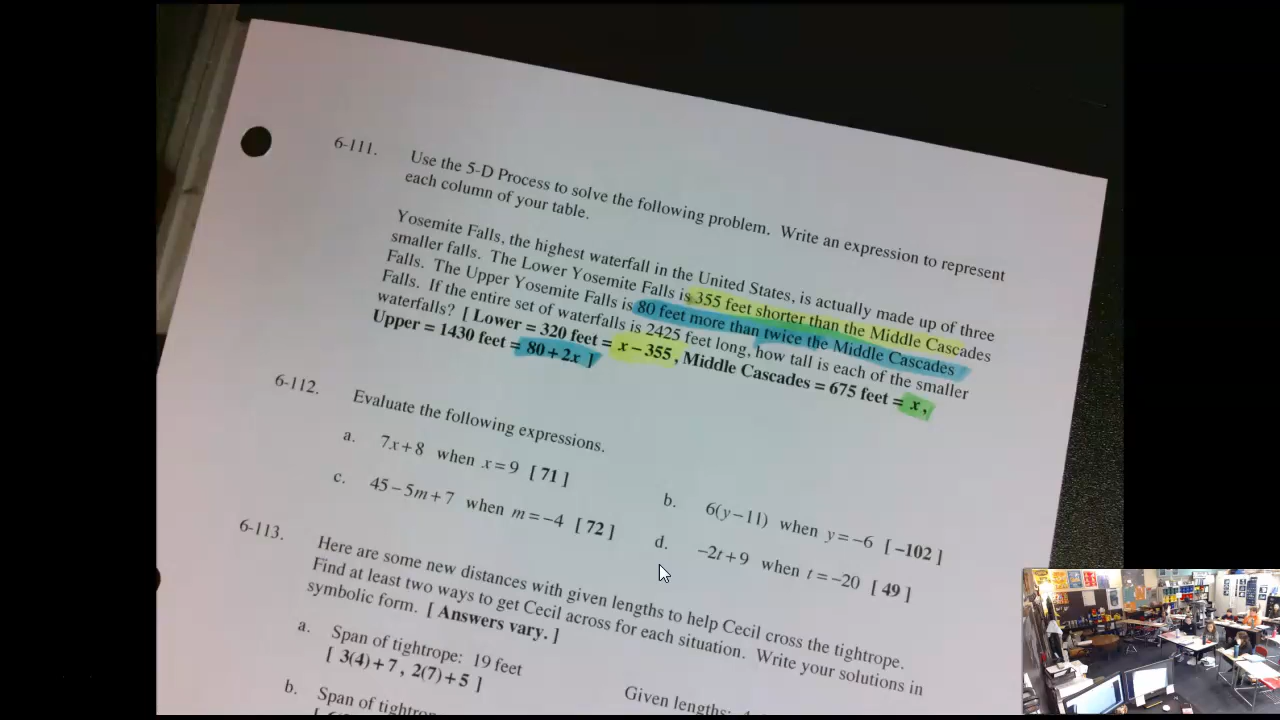 6-111. Use the 5-D Process to solve the following problem. Write an expression to represent
each column of your table.
Yosemite Falls, the highest waterfall in the United States, is actually made up of three
smaller falls. The Lower Yosemite Falls is 355 feet shorter than the Middle Cascades
Falls. The Upper Yosemite Falls is 80 feet more than twice the Middle Cascades
Falls. If the entire set of waterfalls is 2425 feet long, how tall is each of the smaller
waterfalls? [ Lower = 320 feet = x – 355, Middle Cascades = 675 feet = x,
Upper = 1430 feet = 80 + 2x ]
6-112. Evaluate the following expressions.
a. 7x + 8 when x = 9 [ 71 ]
b. 6(y – 11) when y = –6 [ –102 ]
c. 45 – 5m + 7 when m = –4 [ 72 ]
d. –2t + 9 when t = –20 [ 49 ]
6-113. Here are some new distances with given lengths to help Cecil cross the tightrope.
Find at least two ways to get Cecil across for each situation. Write your solutions in
symbolic form. [ Answers vary. ]
a. Span of tightrope: 19 feet
[ 3(4) + 7 , 2(7) + 5 ]
Given lengths:
b. Span of